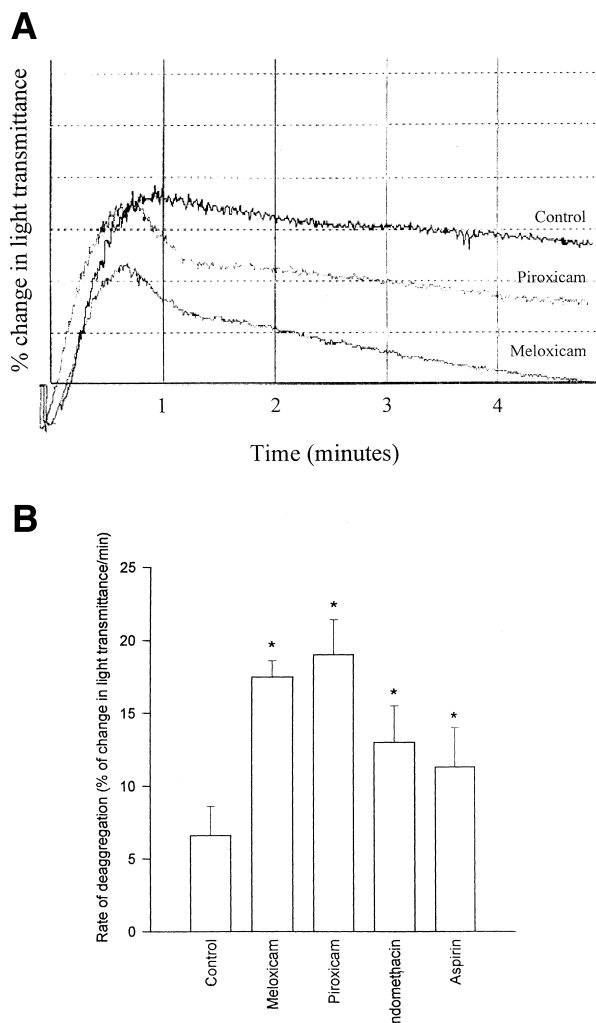 A
% change in light transmittance
Control
Piroxicam
Meloxicam
1
2
3
4
Time (minutes)
B
Rate of deaggregation (% of change in light transmittance/min)
25
20
15
10
5
0
*
*
*
*
Control
Meloxicam
Piroxicam
ndomethacin
Aspirin